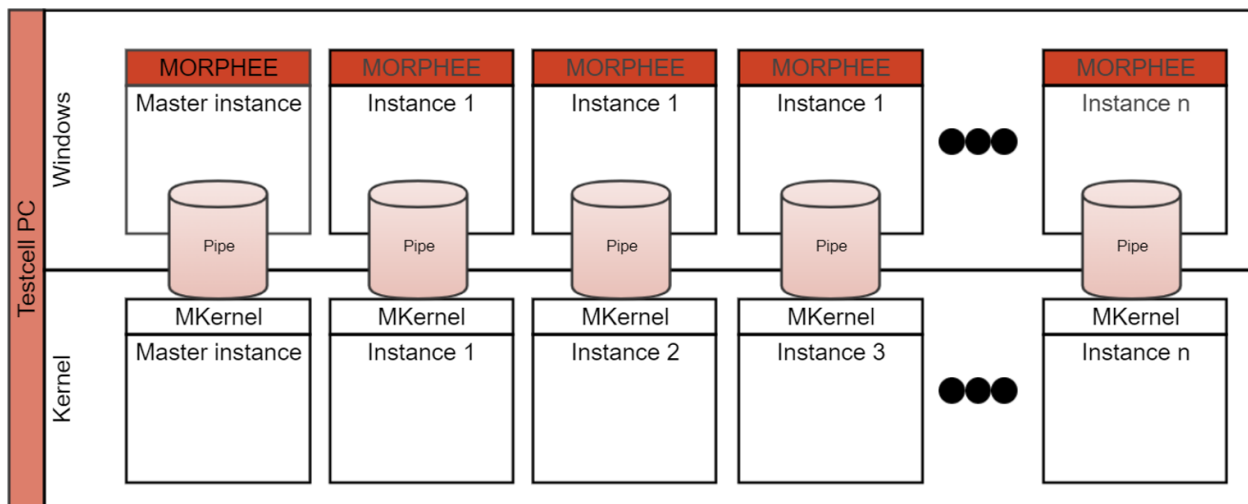 Testcell PC
Windows
MORPHEE
Master instance
Pipe
MORPHEE
Instance 1
Pipe
MORPHEE
Instance 1
Pipe
MORPHEE
Instance 1
Pipe
MORPHEE
Instance n
Pipe
Kernel
MKernel
Master instance
MKernel
Instance 1
MKernel
Instance 2
MKernel
Instance 3
MKernel
Instance n